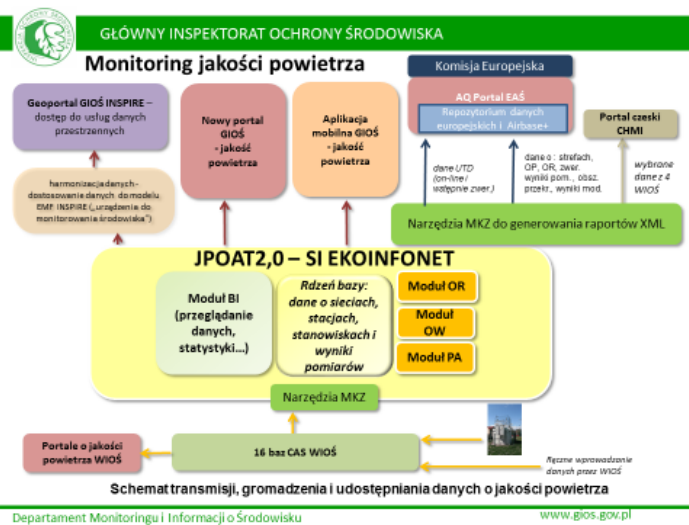 GŁÓWNY INSPEKTORAT OCHRONY ŚRODOWISKA
Monitoring jakości powietrza
Komisja Europejska
Geoportal GIOŚ INSPIRE –
dostęp do usług danych
przestrzennych
Nowy portal
GIOŚ
- jakość
powietrza
Aplikacja
mobilna GIOŚ
- jakość
powietrza
AQ Portal EAŚ
Repozytorium danych
europejskich i Airbase+
Portal czeski
CHMI
harmonizacja danych -
dostosowanie danych do modelu
EMF INSPIRE („urządzenia do
monitorowania środowiska")
dane UTD
(on-line i
wstępnie zwer.)
dane o : strefach,
OP, OR, zwer.
wyniki pom., obsz.
przekr., wyniki mod.
wybrane
dane z 4
WIOŚ
Narzędzia MKZ do generowania raportów XML
JPOAT2,0 – SI EKOINFONET
Moduł BI
(przeglądanie
danych,
statystyki...)
Rdzeń bazy:
dane o sieciach,
stacjach,
stanowiskach i
wyniki
pomiarów
Moduł OR
Moduł
OW
Moduł PA
Narzędzia MKZ
Portale o jakości
powietrza WIOŚ
16 baz CAS WIOŚ
Ręczne wprowadzanie
danych przez WIOŚ
Schemat transmisji, gromadzenia i udostępniania danych o jakości powietrza
Departament Monitoringu i Informacji o Środowisku
www.gios.gov.pl